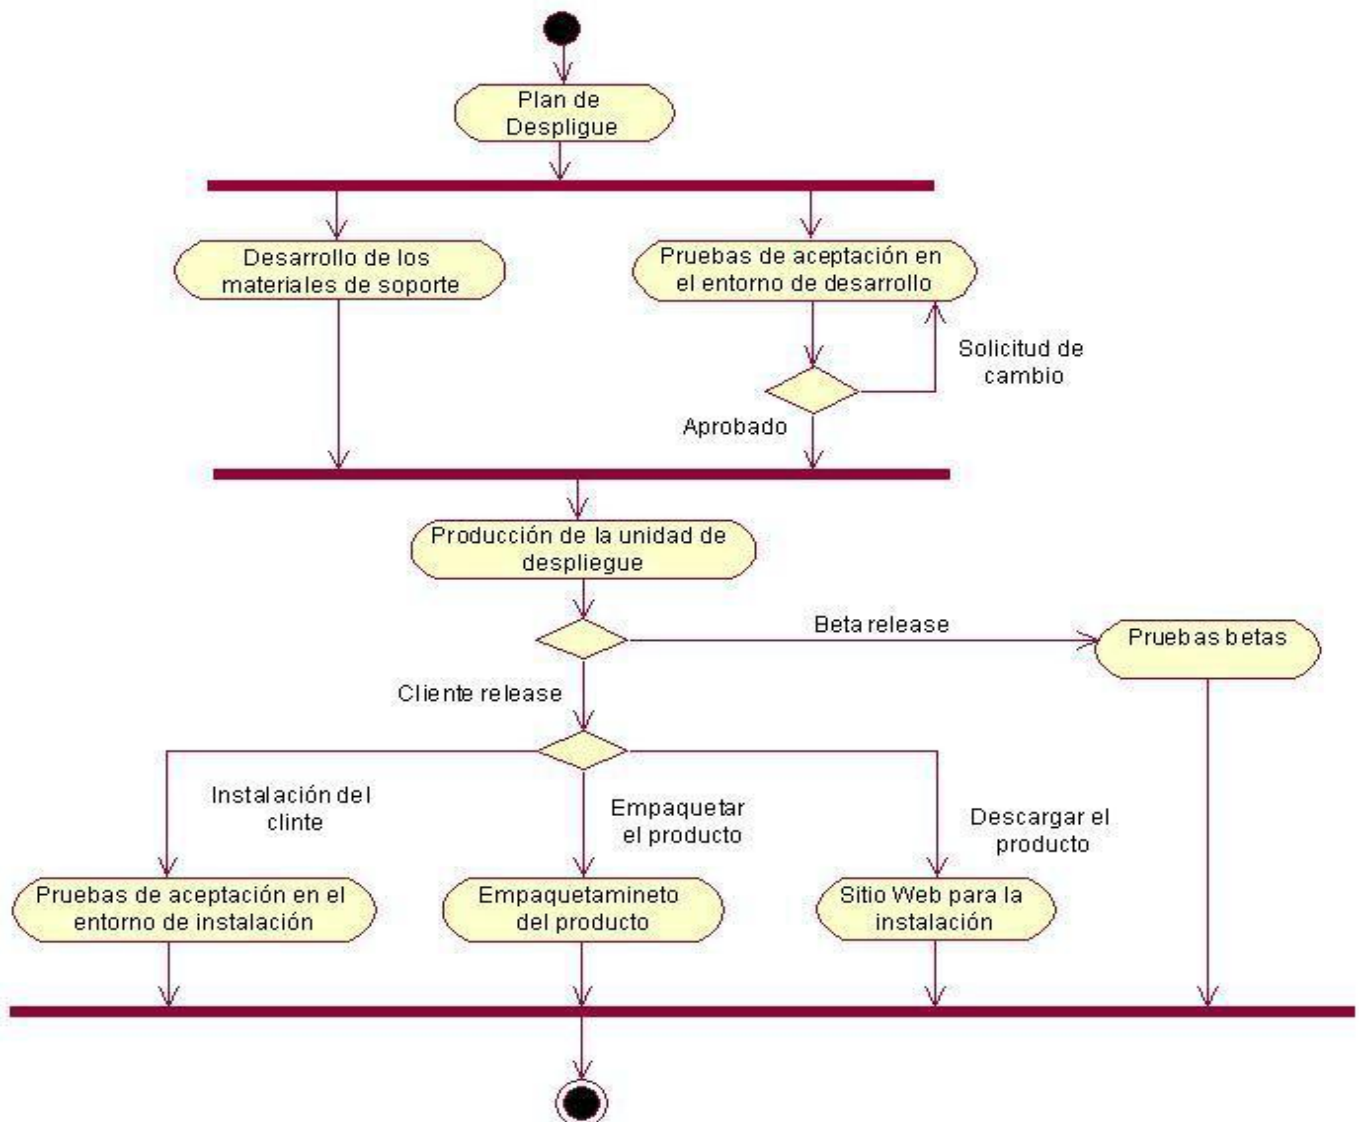 Plan de
Despligue
Desarrollo de los
materiales de soporte
Pruebas de aceptación en
el entorno de desarrollo
Solicitud de
cambio
Aprobado
Producción de la unidad de
despliegue
Beta release
Pruebas betas
Cliente release
Instalación del
clinte
Empaquetar
el producto
Descargar el
producto
Pruebas de aceptación en el
entorno de instalación
Empaquetamineto
del producto
Sitio Web para la
instalación